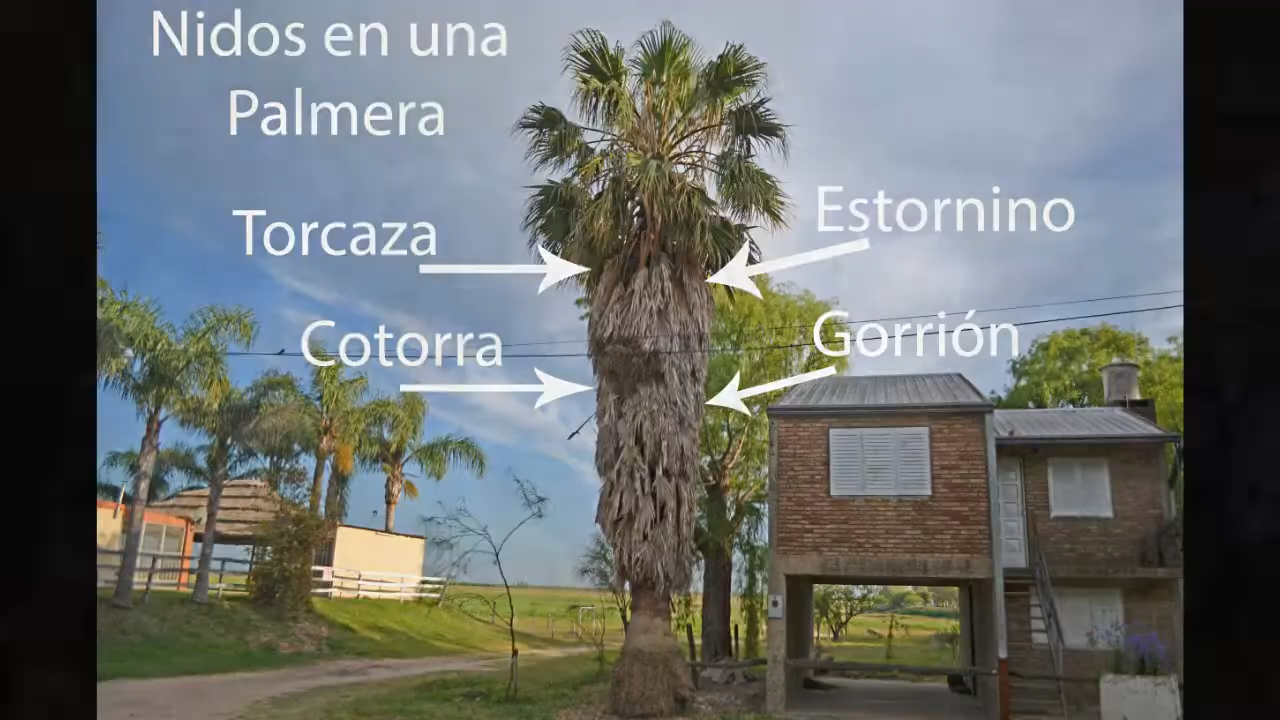 Nidos en una
Palmera
Torcaza
Estornino
Cotorra
Gorrión